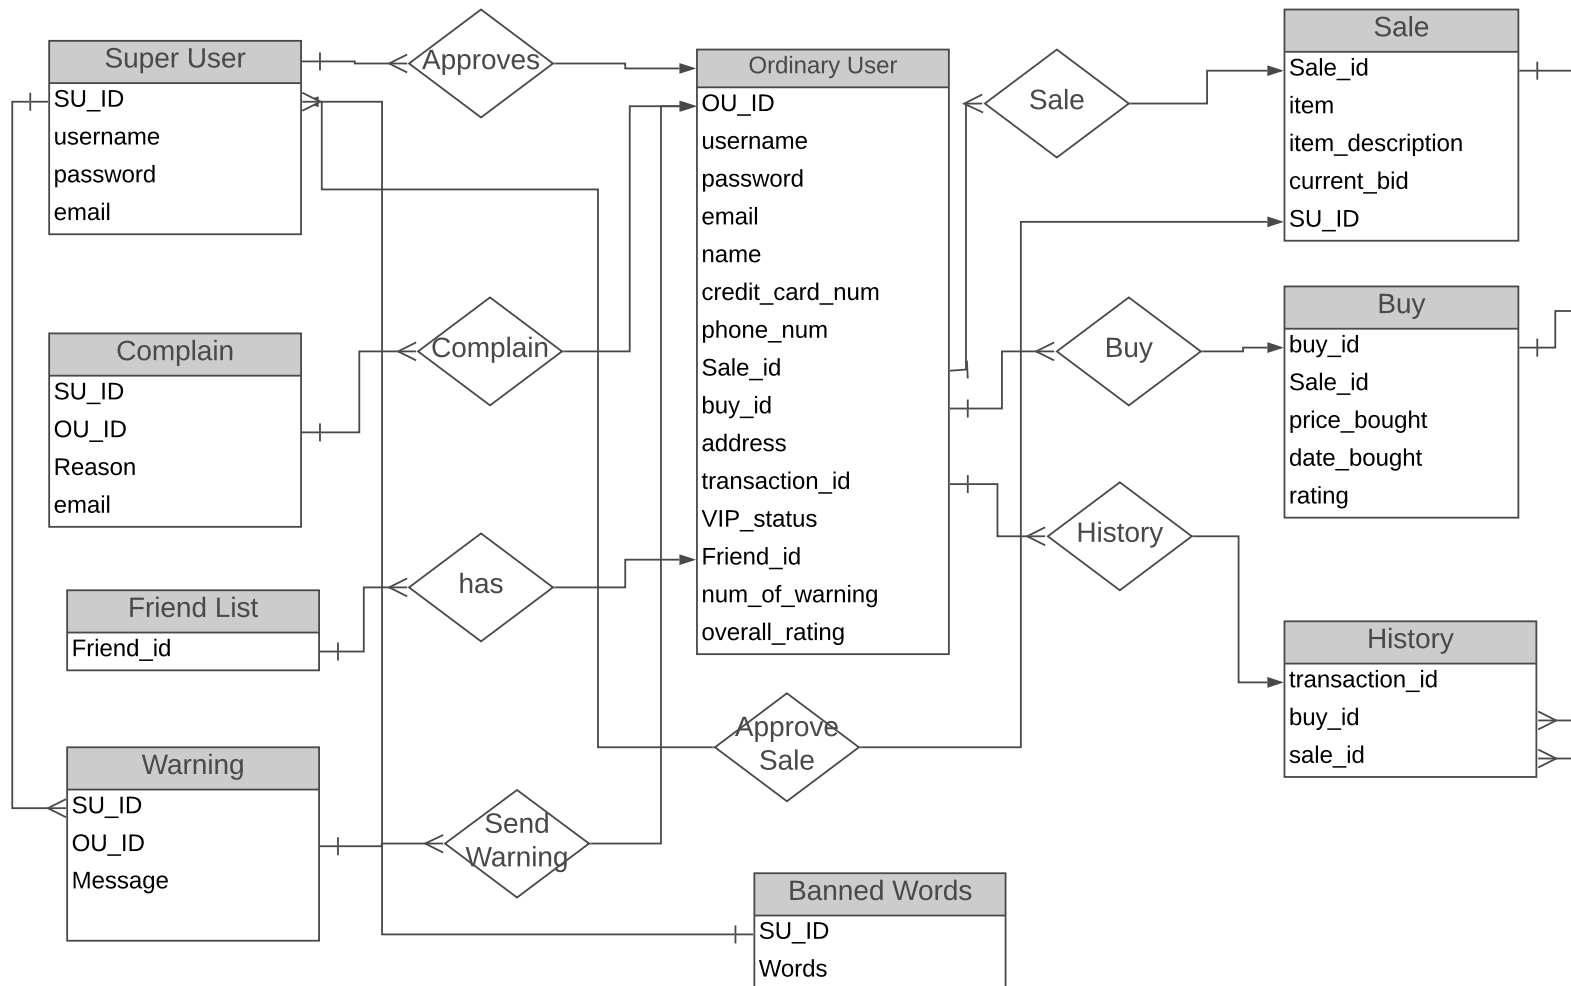 Super User
SU_ID
username
password
email
Approves
Ordinary User
OU_ID
username
password
email
name
credit_card_num
phone_num
Sale_id
buy_id
address
transaction_id
VIP_status
Friend_id
num_of_warning
overall_rating
Sale
Sale
Sale_id
item
item_description
current_bid
SU_ID
Complain
SU_ID
OU_ID
Reason
email
Complain
Buy
Buy
buy_id
Sale_id
price_bought
date_bought
rating
Friend List
Friend_id
has
History
History
transaction_id
buy_id
sale_id
Warning
SU_ID
OU_ID
Message
Send
Warning
Approve
Sale
Banned Words
SU_ID
Words